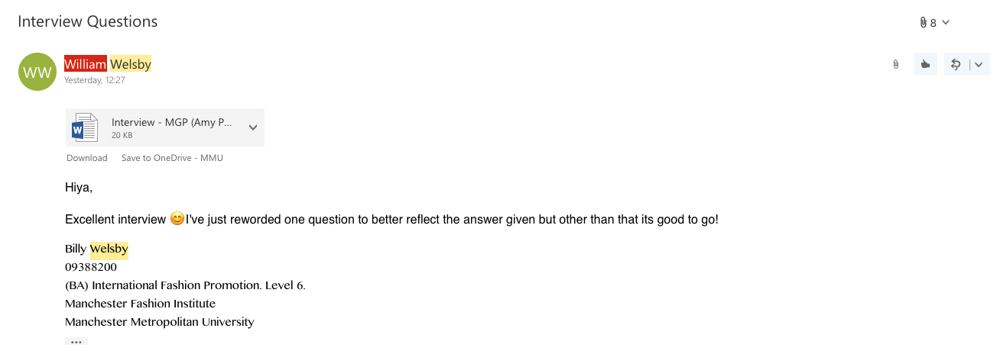 Interview Questions
8
WW
William Welsby
Yesterday, 12:27
W
Interview - MGP (Amy P...
20 KB
Download Save to OneDrive - MMU
Hiya,
Excellent interview 😊I've just reworded one question to better reflect the answer given but other than that its good to go!
Billy Welsby
09388200
(BA) International Fashion Promotion. Level 6.
Manchester Fashion Institute
Manchester Metropolitan University
...